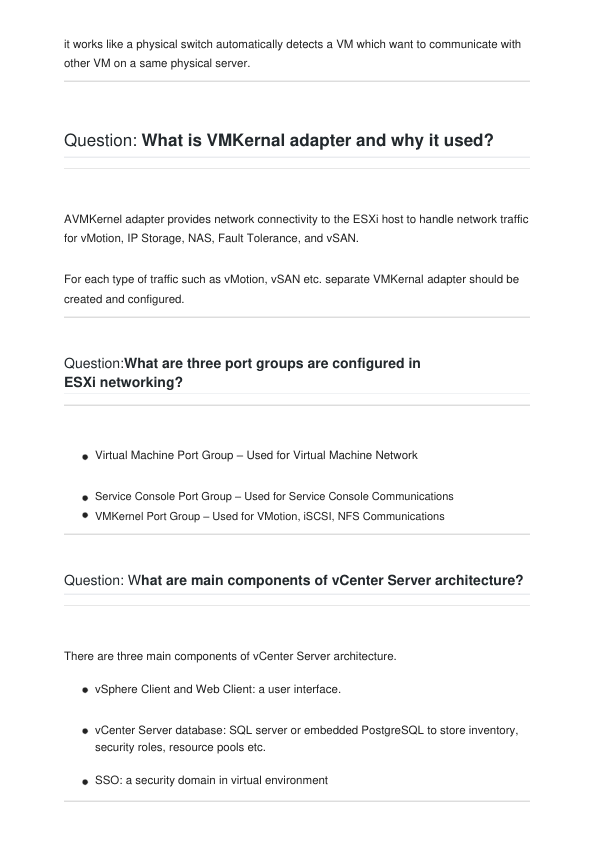 it works like a physical switch automatically detects a VM which want to communicate with
other VM on a same physical server.
Question: What is VMKernal adapter and why it used?
AVMKernel adapter provides network connectivity to the ESXi host to handle network traffic
for vMotion, IP Storage, NAS, Fault Tolerance, and vSAN.
For each type of traffic such as vMotion, vSAN etc. separate VMKernal adapter should be
created and configured.
Question:What are three port groups are configured in
ESXi networking?
● Virtual Machine Port Group – Used for Virtual Machine Network
● Service Console Port Group – Used for Service Console Communications
● VMKernel Port Group – Used for VMotion, iSCSI, NFS Communications
Question: What are main components of vCenter Server architecture?
There are three main components of vCenter Server architecture.
● vSphere Client and Web Client: a user interface.
● vCenter Server database: SQL server or embedded PostgreSQL to store inventory,
security roles, resource pools etc.
● SSO: a security domain in virtual environment